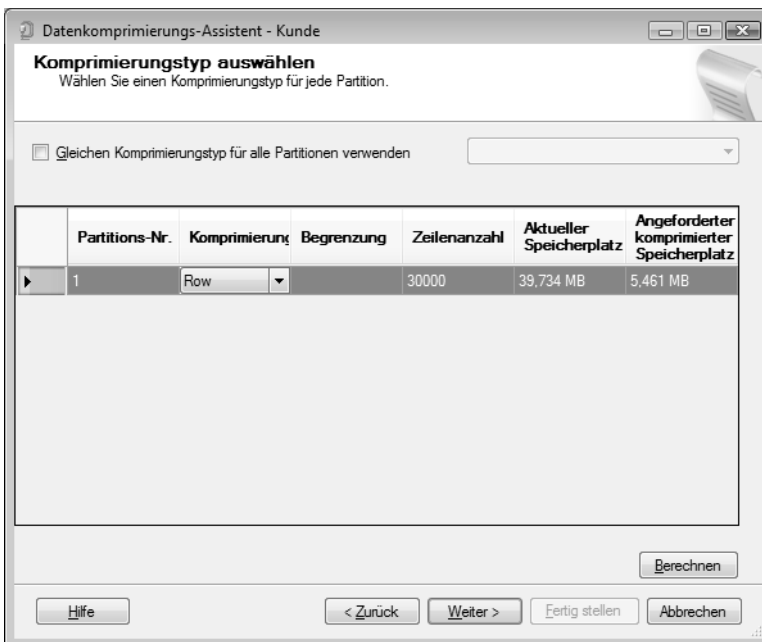 Datenkomprimierungs-Assistent - Kunde
Komprimierungstyp auswählen
Wählen Sie einen Komprimierungstyp für jede Partition.
Gleichen Komprimierungstyp für alle Partitionen verwenden
Partitions-Nr. Komprimierung Begrenzung Zeilenanzahl Aktueller Speicherplatz Angeforderter komprimierter Speicherplatz
1 Row 30000 39,734 MB 5,461 MB
Berechnen
Hilfe < Zurück Weiter > Fertig stellen Abbrechen